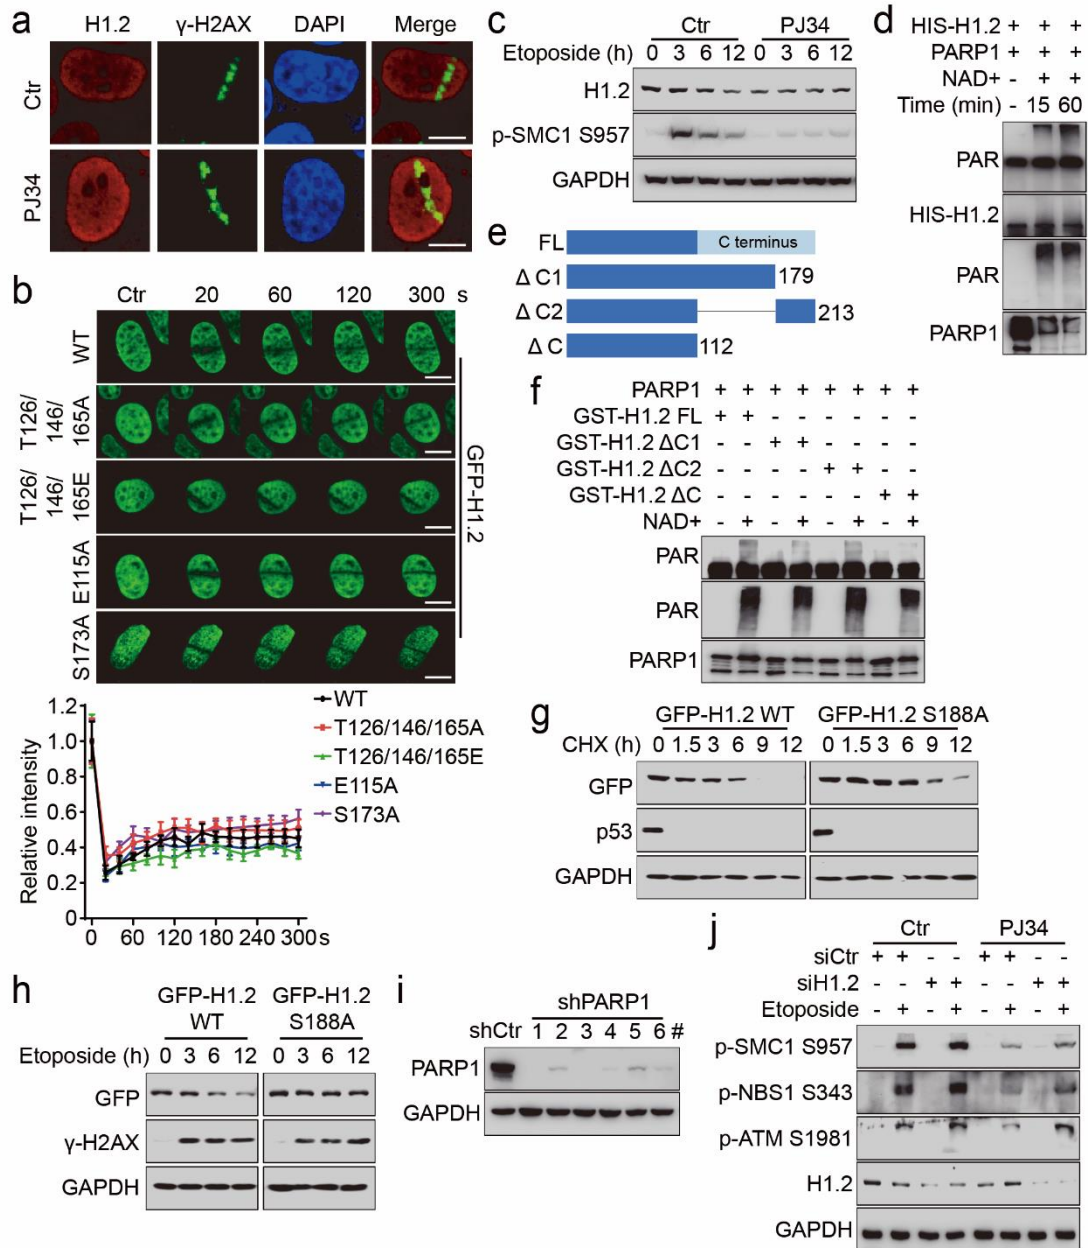 a
H1.2 γ-H2AX DAPI Merge
Ctr
PJ34
b
Ctr 20 60 120 300 s
WT
T126/
146/
165A
T126/
146/
165E
E115A
S173A
GFP-H1.2
Relative intensity
1.2
1.0
0.8
0.6
0.4
0.2
0
0 60 120 180 240 300 s
WT
T126/146/165A
T126/146/165E
E115A
S173A
c
Ctr PJ34
Etoposide (h) 0 3 6 12 0 3 6 12
H1.2
p-SMC1 S957
GAPDH
d
HIS-H1.2 + + +
PARP1 + + +
NAD+ - + +
Time (min) - 15 60
PAR
HIS-H1.2
PAR
PARP1
e
FL C terminus
Δ C1 179
Δ C2 213
Δ C 112
f
PARP1 + + + + + + + +
GST-H1.2 FL + +
GST-H1.2 ΔC1 + +
GST-H1.2 ΔC2 + +
GST-H1.2 ΔC + +
NAD+ - + - + - + - +
PAR
PAR
PARP1
g
GFP-H1.2 WT GFP-H1.2 S188A
CHX (h) 0 1.5 3 6 9 12 0 1.5 3 6 9 12
GFP
p53
GAPDH
h
GFP-H1.2 GFP-H1.2
WT S188A
Etoposide (h) 0 3 6 12 0 3 6 12
GFP
γ-H2AX
GAPDH
i
shPARP1
shCtr 1 2 3 4 5 6 #
PARP1
GAPDH
j
Ctr PJ34
siCtr + + - - + + - -
siH1.2 - - + + - - + +
Etoposide - + - + - + - +
p-SMC1 S957
p-NBS1 S343
p-ATM S1981
H1.2
GAPDH